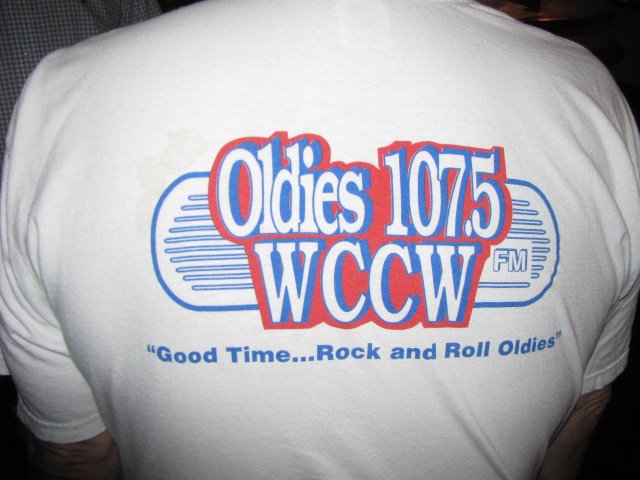 Oldies 107.5
WCCW FM
"Good Time...Rock and Roll Oldies"